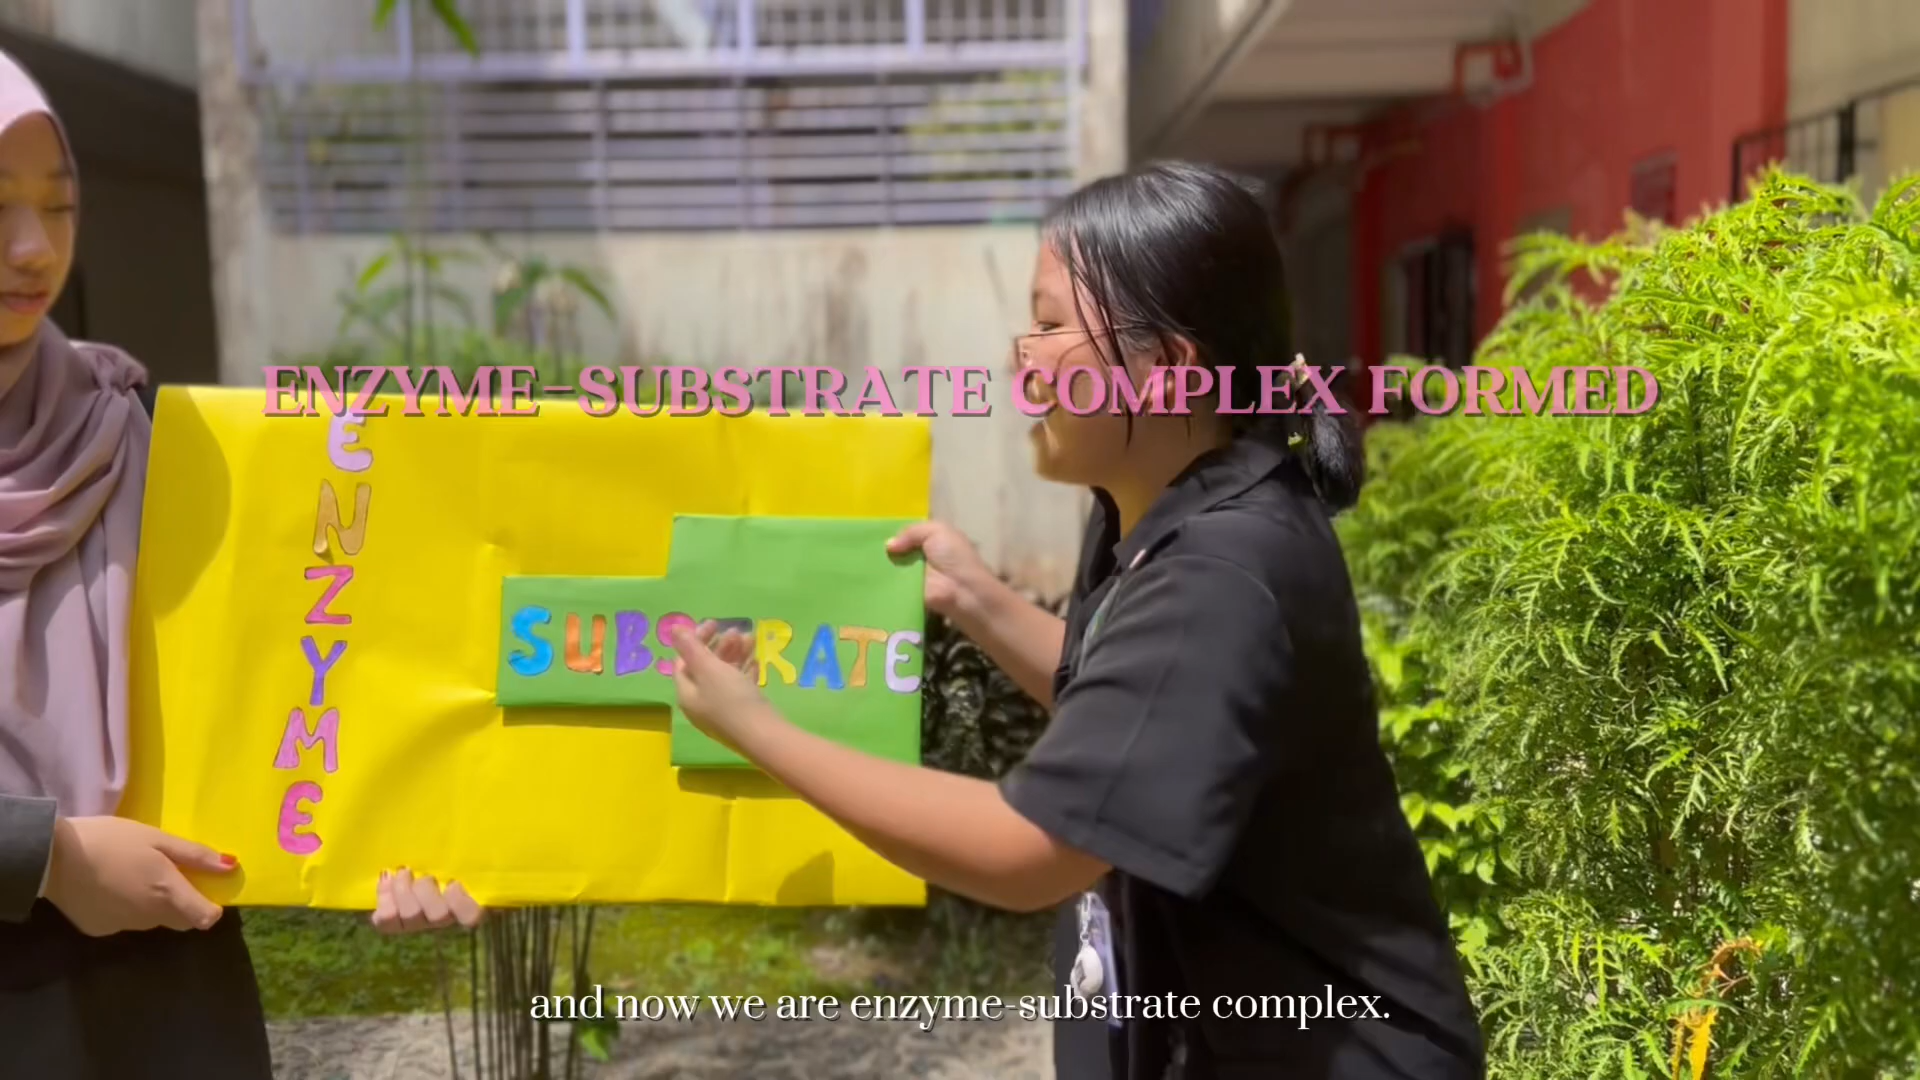 ENZYME-SUBSTRATE COMPLEX FORMED
ENZYME
SUBSTRATE
and now we are enzyme-substrate complex.